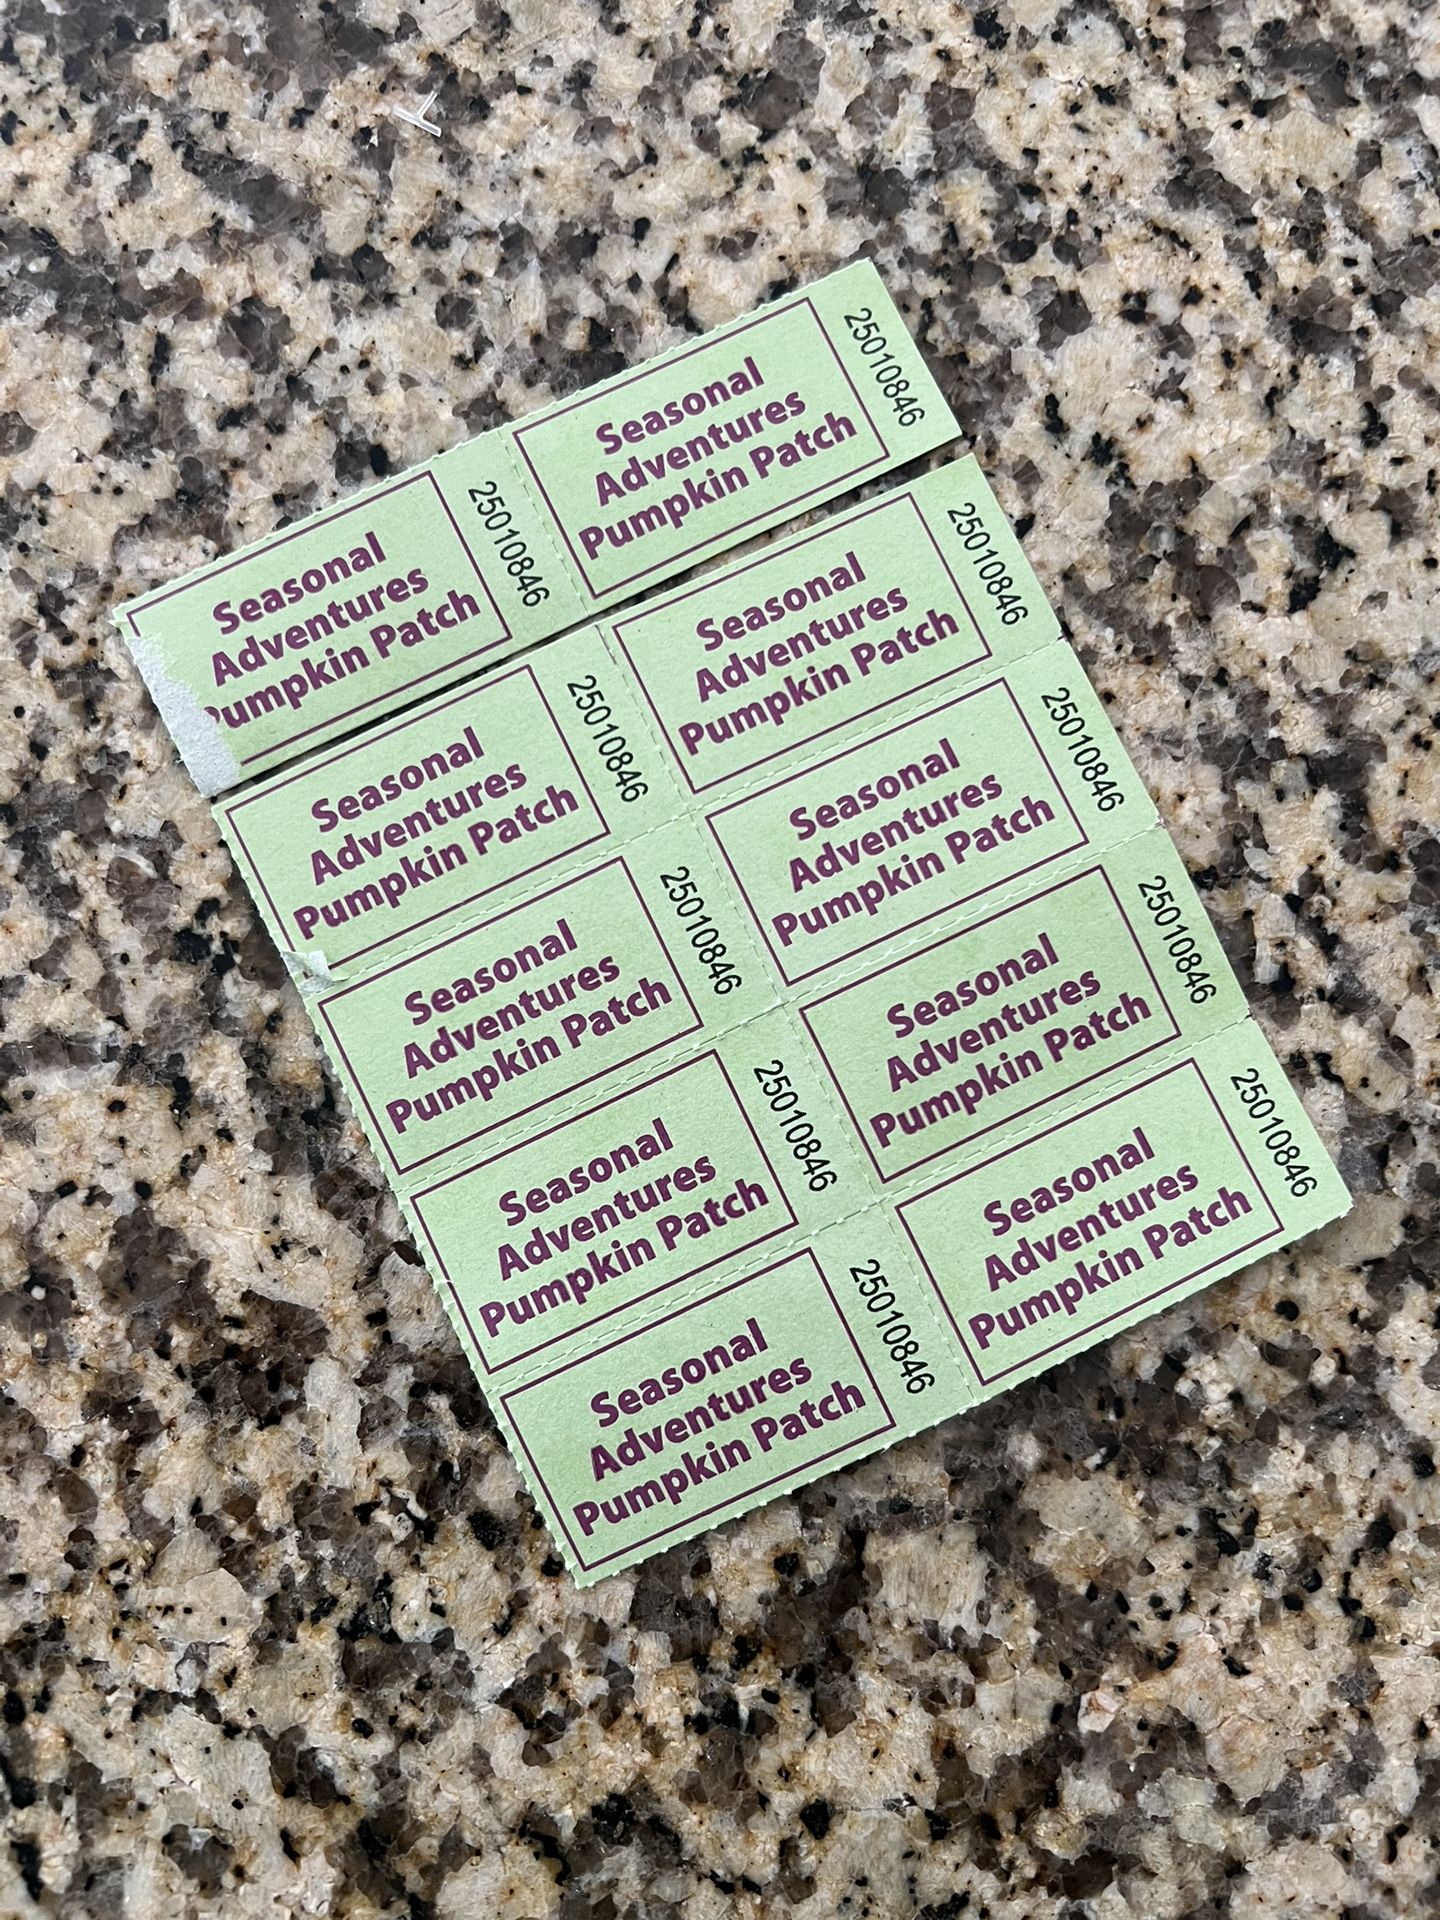 Seasonal
Adventures
Pumpkin Patch
25010846
Seasonal
Adventures
Pumpkin Patch
25010846
Seasonal
Adventures
Pumpkin Patch
25010846
Seasonal
Adventures
Pumpkin Patch
25010846
Seasonal
Adventures
Pumpkin Patch
25010846
Seasonal
Adventures
Pumpkin Patch
25010846
Seasonal
Adventures
Pumpkin Patch
25010846
Seasonal
Adventures
Pumpkin Patch
25010846
Seasonal
Adventures
Pumpkin Patch
25010846
Seasonal
Adventures
Pumpkin Patch
25010846